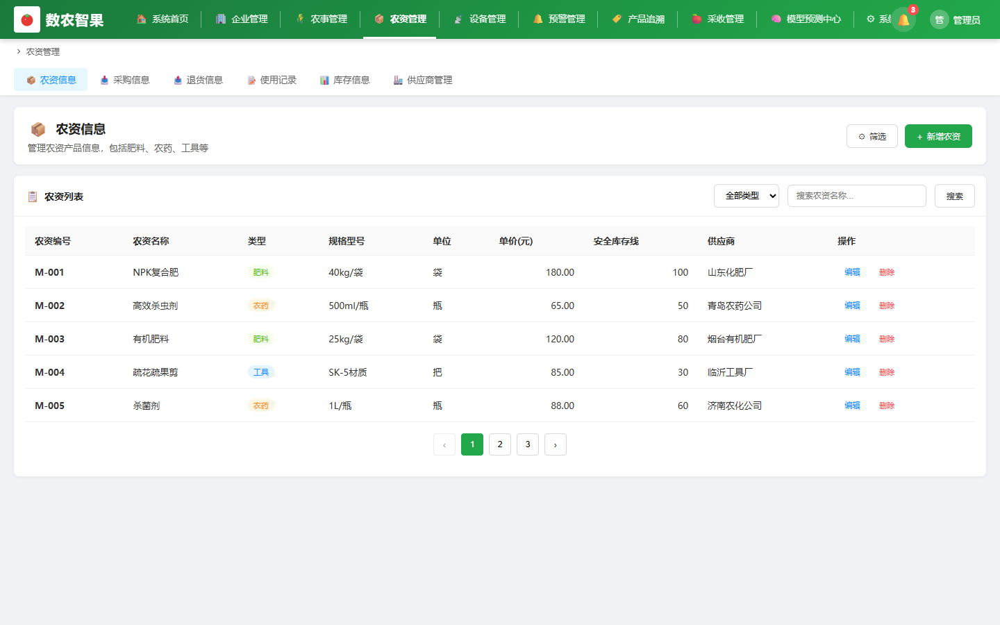 数农智果
系统首页
企业管理
农事管理
农资管理
设备管理
预警管理
产品追溯
采收管理
模型预测中心
系统
3
管
管理员
› 农资管理
农资信息
采购信息
退货信息
使用记录
库存信息
供应商管理
农资信息
管理农资产品信息，包括肥料、农药、工具等
筛选
+ 新增农资
农资列表
全部类型
搜索农资名称...
搜索
农资编号 农资名称 类型 规格型号 单位 单价(元) 安全库存线 供应商 操作
M-001 NPK复合肥 肥料 40kg/袋 袋 180.00 100 山东化肥厂 编辑 删除
M-002 高效杀虫剂 农药 500ml/瓶 瓶 65.00 50 青岛农药公司 编辑 删除
M-003 有机肥料 肥料 25kg/袋 袋 120.00 80 烟台有机肥厂 编辑 删除
M-004 疏花疏果剪 工具 SK-5材质 把 85.00 30 临沂工具厂 编辑 删除
M-005 杀菌剂 农药 1L/瓶 瓶 88.00 60 济南农化公司 编辑 删除
‹ 1 2 3 ›